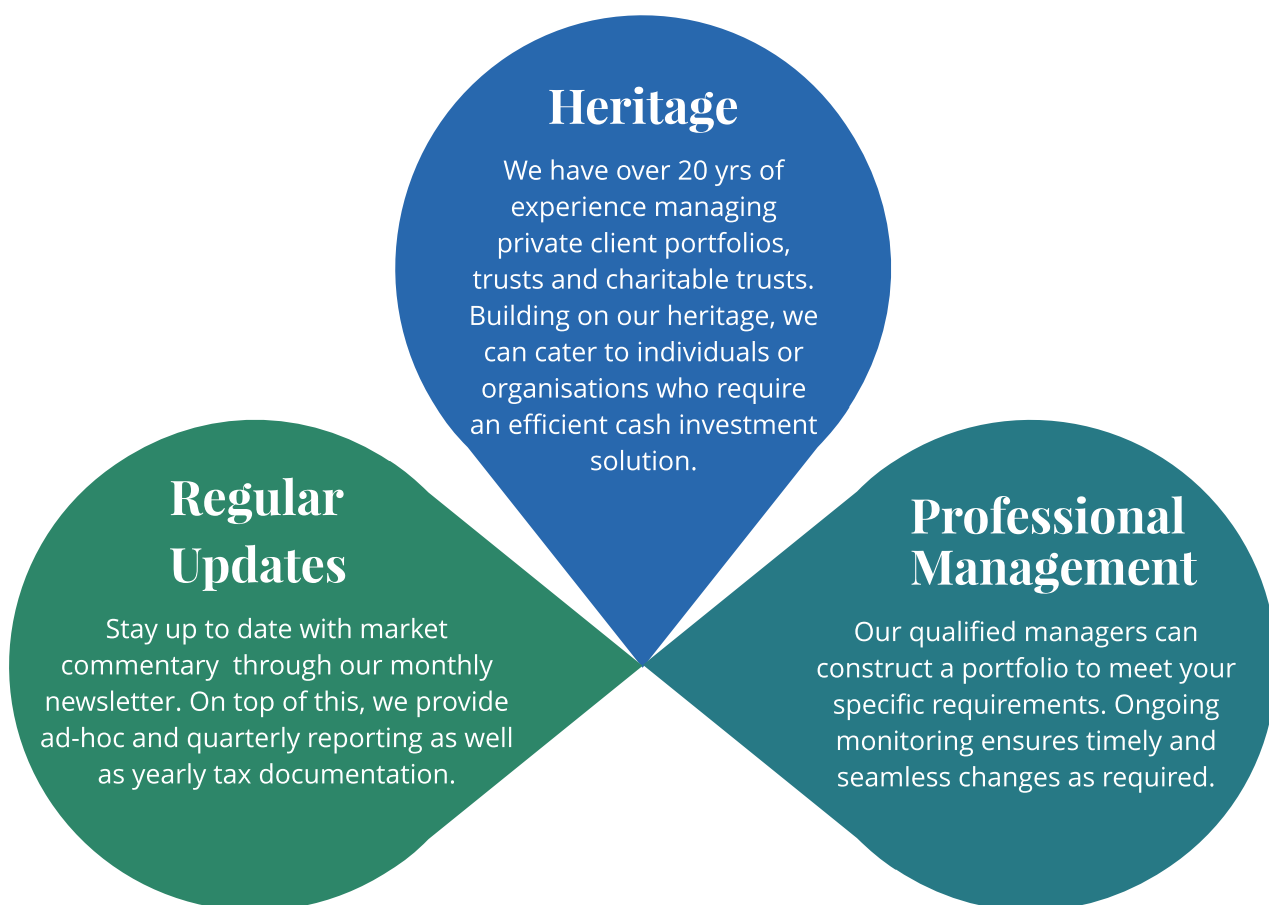 Heritage
We have over 20 yrs of
experience managing
private client portfolios,
trusts and charitable trusts.
Building on our heritage, we
can cater to individuals or
organisations who require
an efficient cash investment
solution.
Regular
Updates
Stay up to date with market
commentary  through our monthly
newsletter. On top of this, we provide
ad-hoc and quarterly reporting as well
as yearly tax documentation.
Professional
Management
Our qualified managers can
construct a portfolio to meet your
specific requirements. Ongoing
monitoring ensures timely and
seamless changes as required.